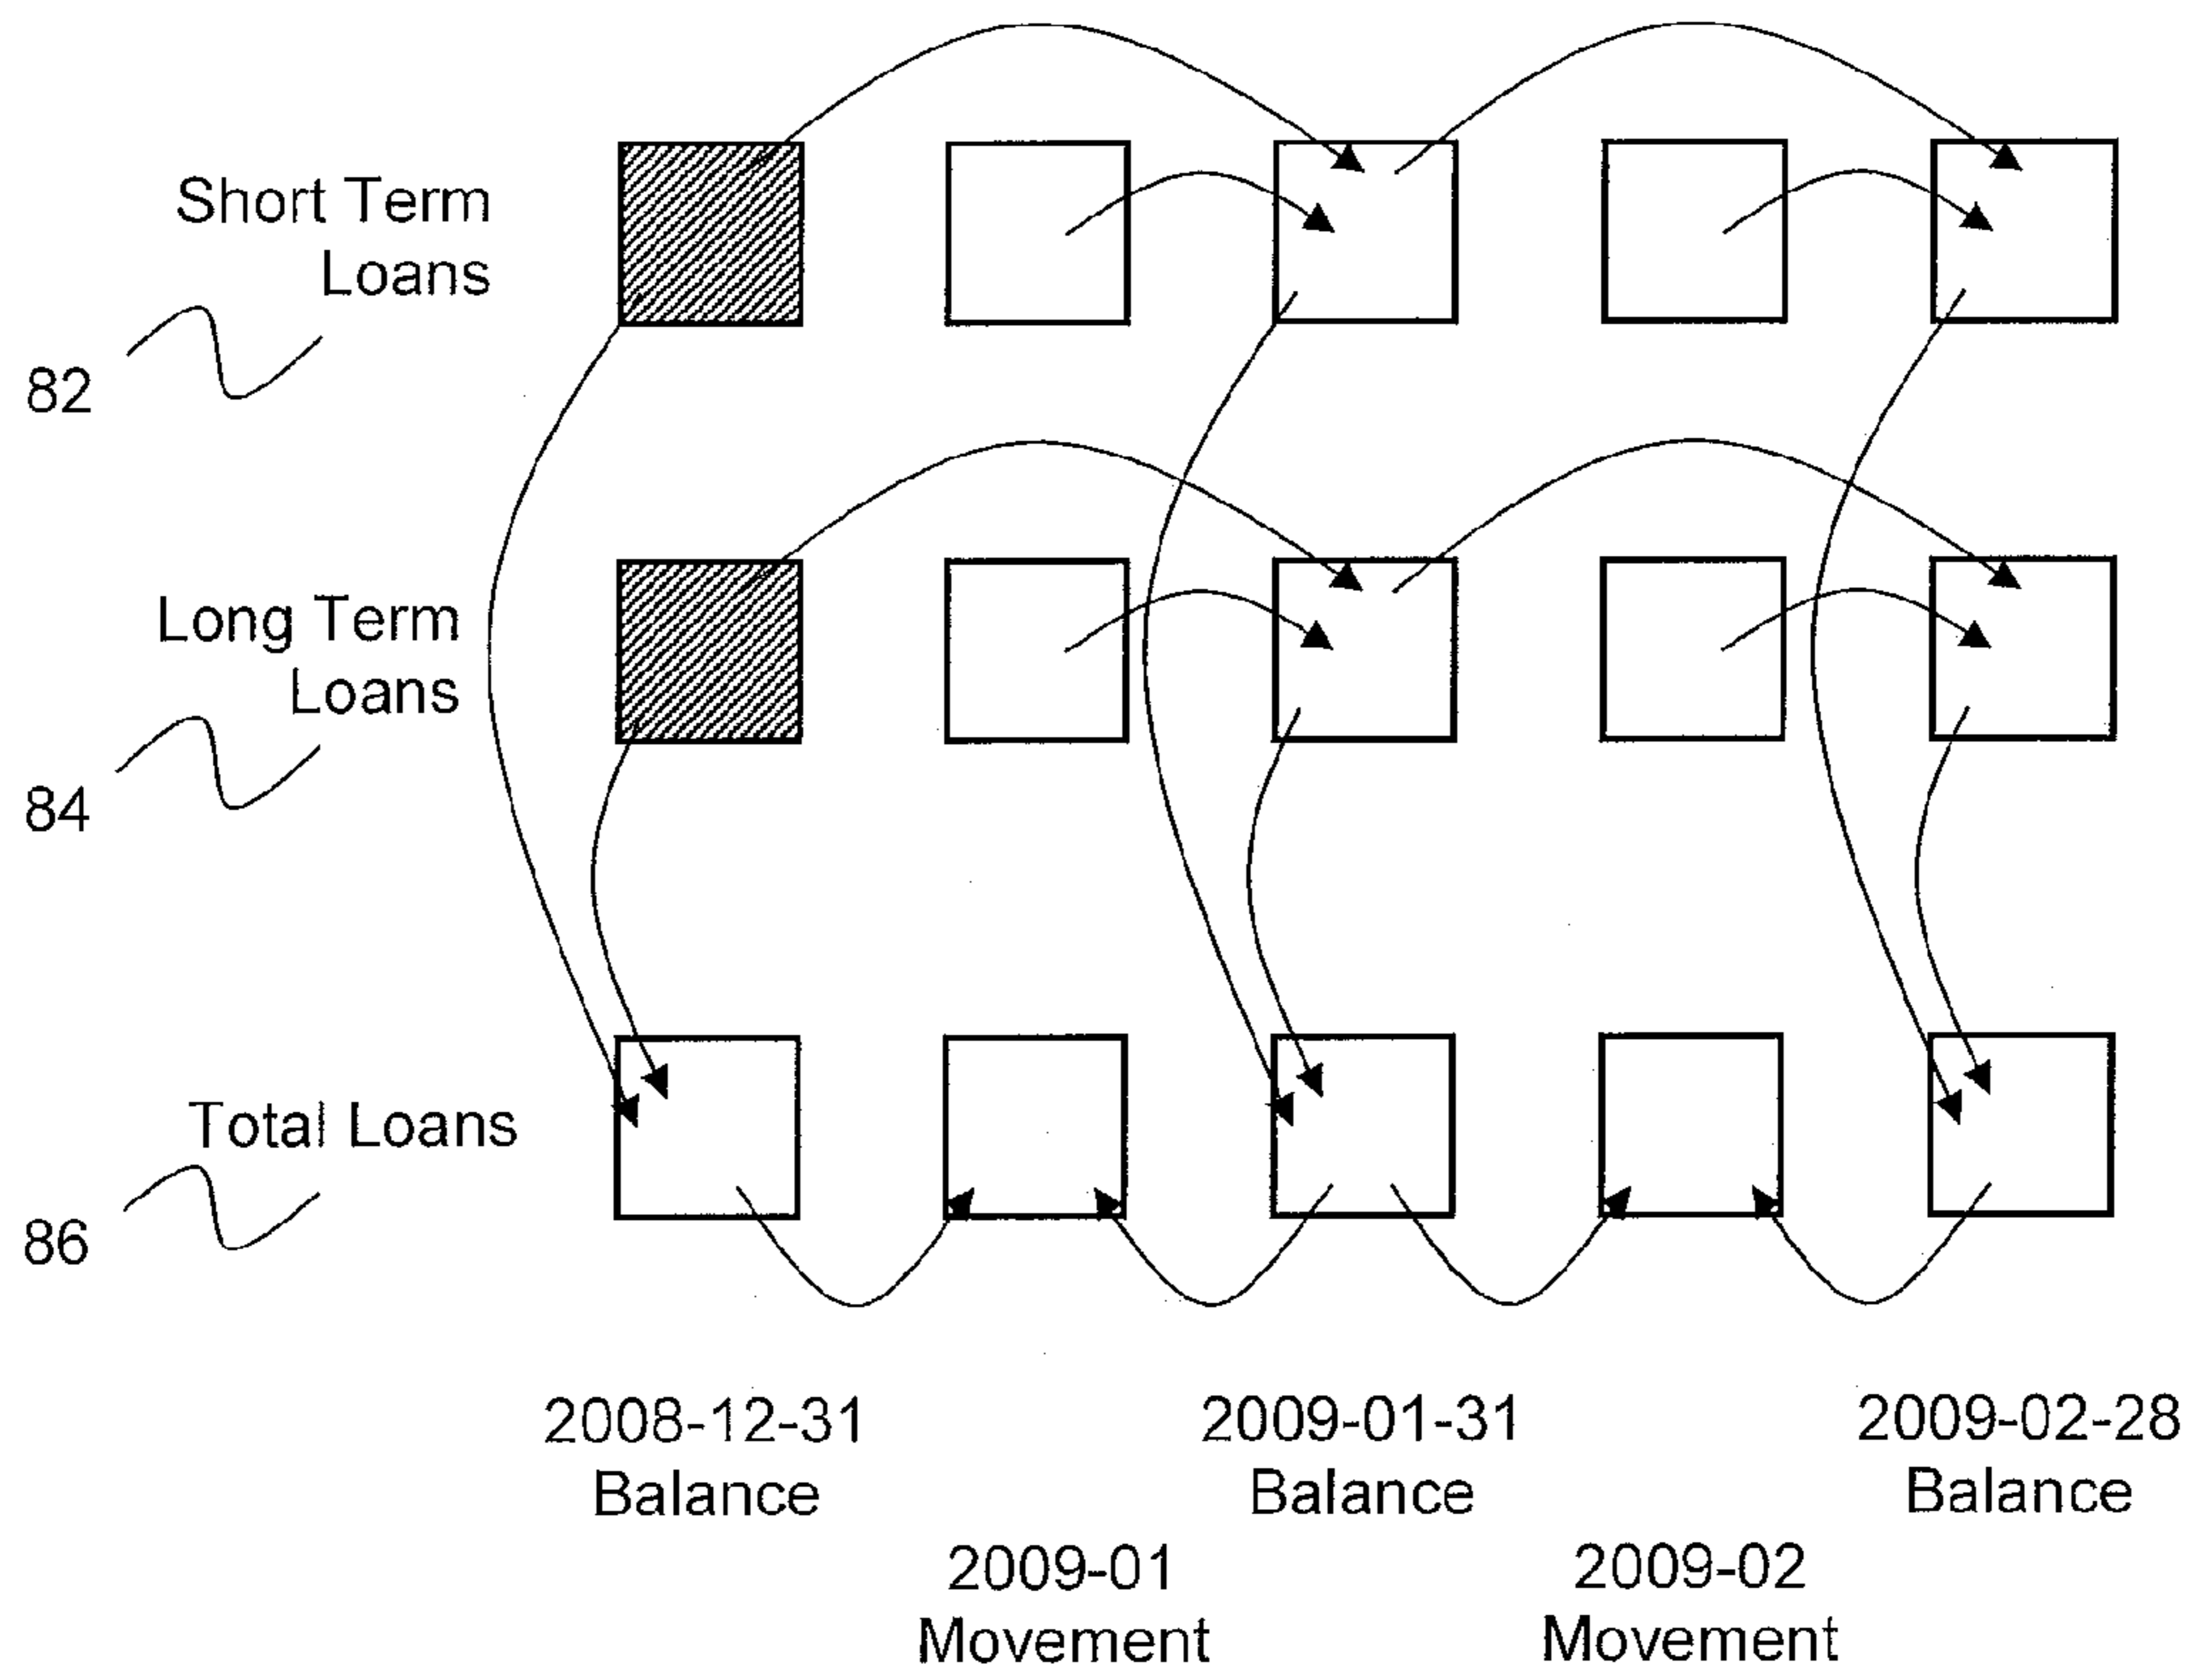 Short Term
Loans
82
Long Term
Loans
84
Total Loans
86
2008-12-31
Balance
2009-01-31
Balance
2009-02-28
Balance
2009-01
Movement
2009-02
Movement